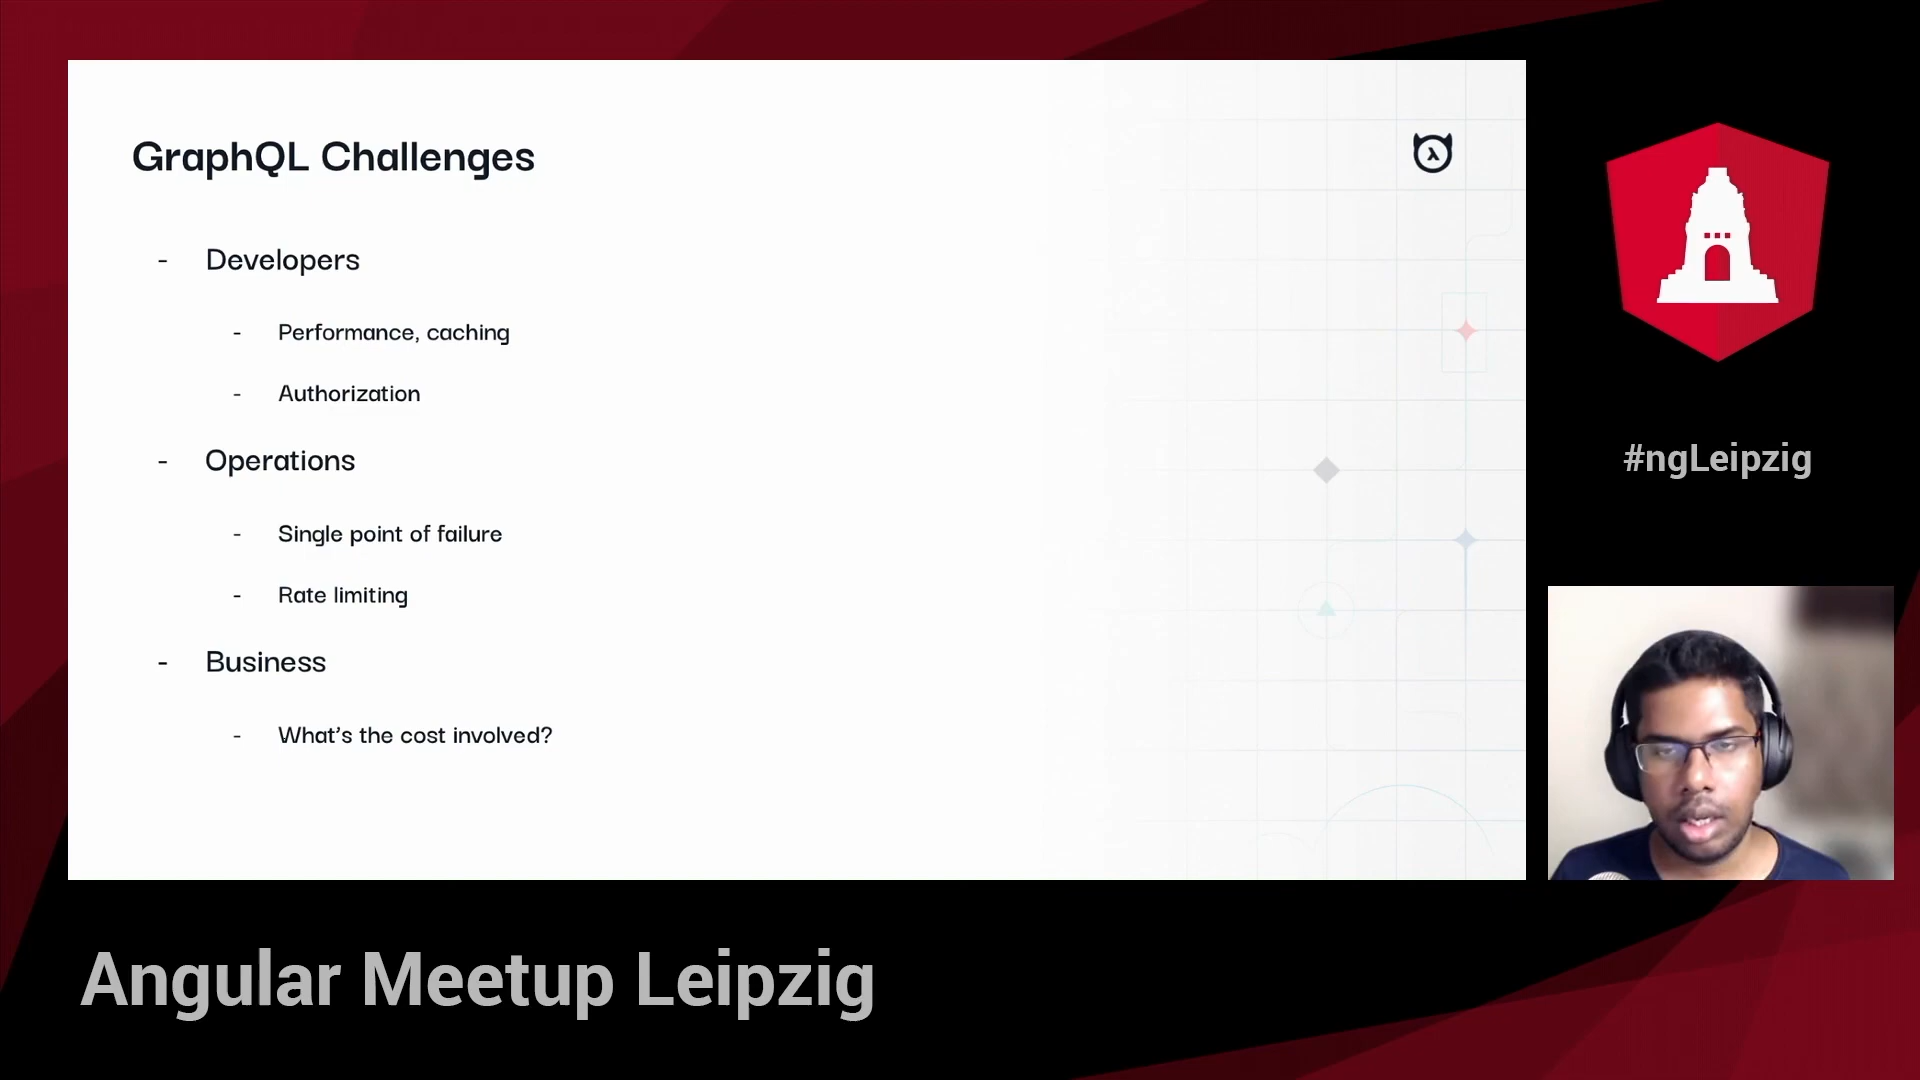 GraphQL Challenges
- Developers
- Performance, caching
- Authorization
- Operations
- Single point of failure
- Rate limiting
- Business
- What's the cost involved?
λ
#ngLeipzig
Angular Meetup Leipzig